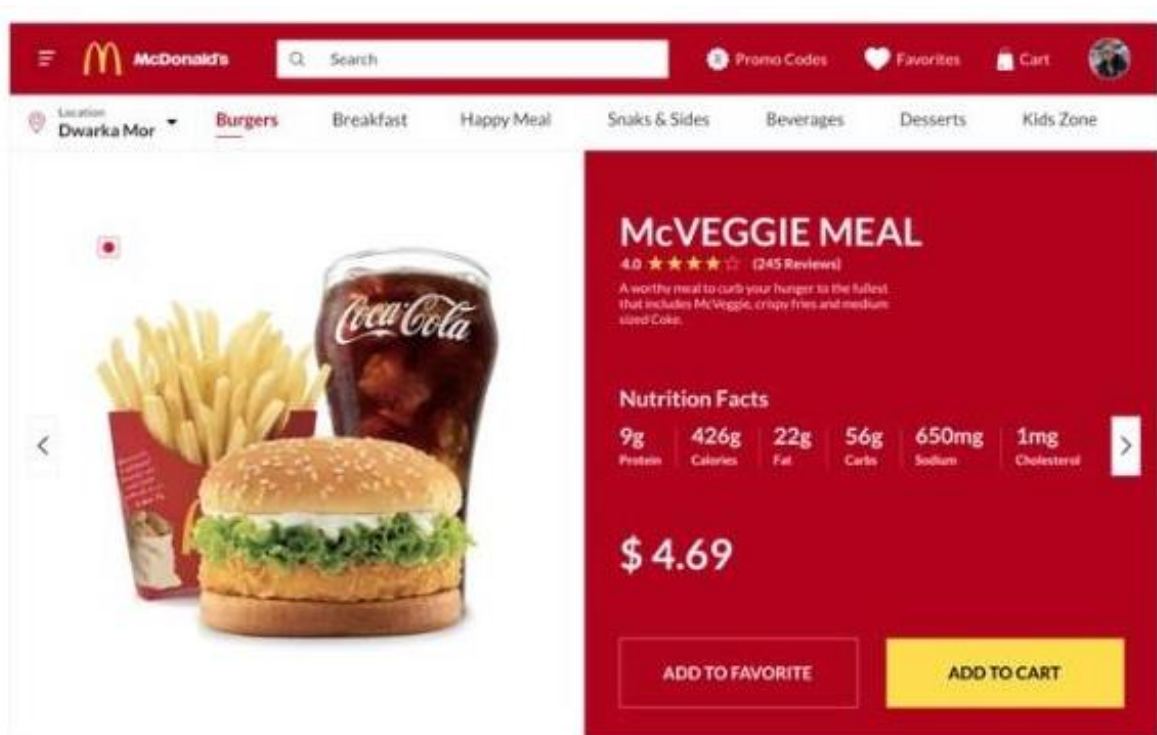 McDonald's
Search
Promo Codes
Favorites
Cart
Location
Dwarka Mor
Burgers
Breakfast
Happy Meal
Snaks & Sides
Beverages
Desserts
Kids Zone
McVEGGIE MEAL
4.0 (245 Reviews)
A worthy meal to curb your hunger to the fullest
that includes McVeggie, crispy fries and medium
sized Coke.
Coca-Cola
Nutrition Facts
9g 426g 22g 56g 650mg 1mg
Protein Calories Fat Carbs Sodium Cholesterol
$ 4.69
ADD TO FAVORITE
ADD TO CART